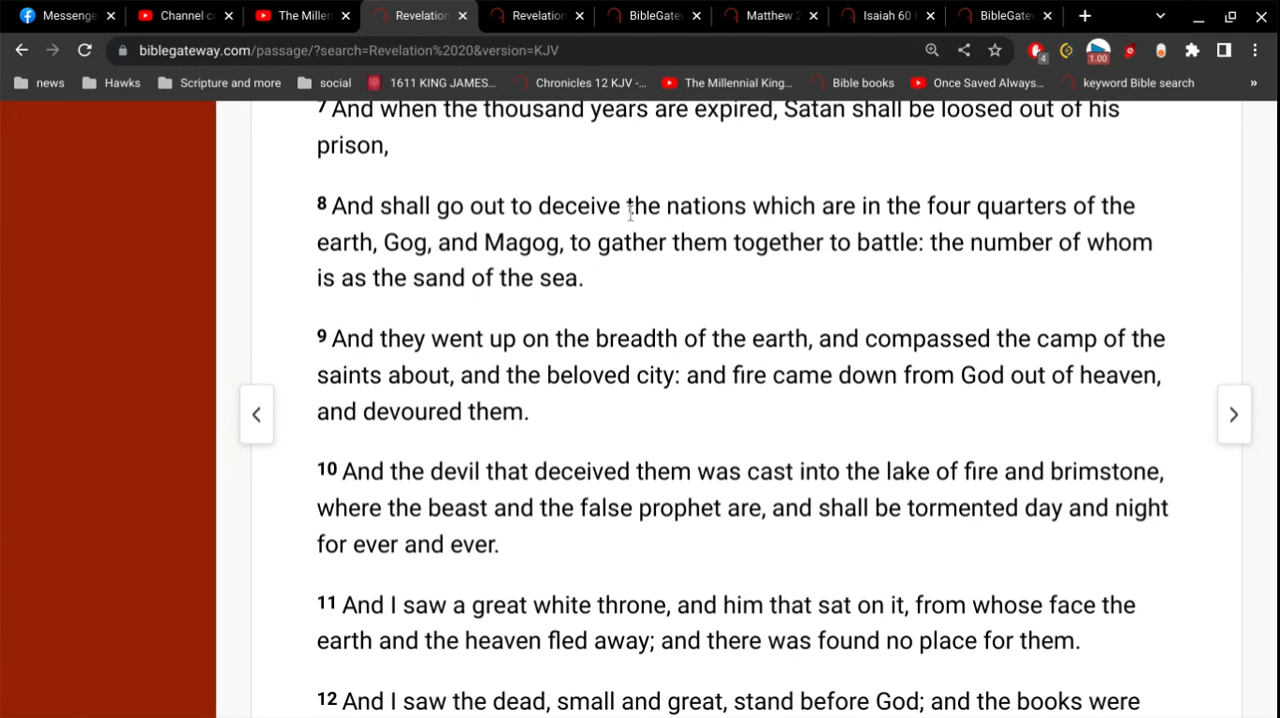 Messenge
Channel c
The Millen
Revelation
Revelation
BibleGate
Matthew 2
Isaiah 60
BibleGate
biblegateway.com/passage/?search=Revelation%2020&version=KJV
4
1.00
news
Hawks
Scripture and more
social
1611 KING JAMES...
Chronicles 12 KJV -...
The Millennial King...
Bible books
Once Saved Always...
keyword Bible search
»
7 And when the thousand years are expired, Satan shall be loosed out of his
prison,
8 And shall go out to deceive the nations which are in the four quarters of the
earth, Gog, and Magog, to gather them together to battle: the number of whom
is as the sand of the sea.
9 And they went up on the breadth of the earth, and compassed the camp of the
saints about, and the beloved city: and fire came down from God out of heaven,
and devoured them.
10 And the devil that deceived them was cast into the lake of fire and brimstone,
where the beast and the false prophet are, and shall be tormented day and night
for ever and ever.
11 And I saw a great white throne, and him that sat on it, from whose face the
earth and the heaven fled away; and there was found no place for them.
12 And I saw the dead, small and great, stand before God; and the books were